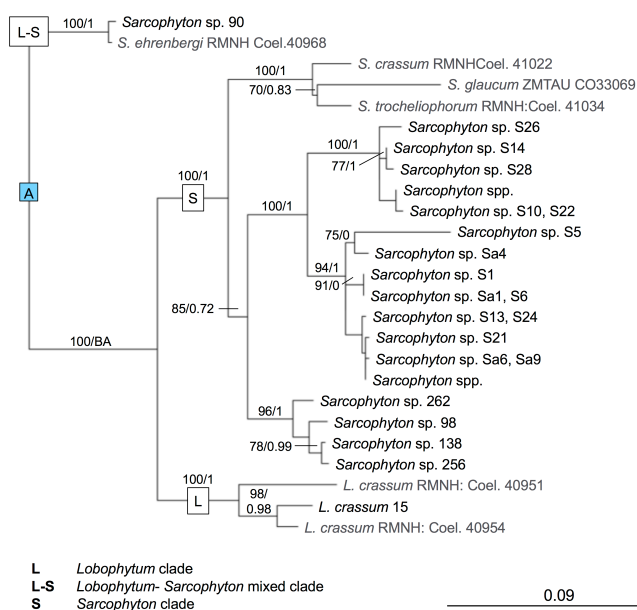 L-S
100/1
Sarcophyton sp. 90
S. ehrenbergi RMNH Coel.40968
S. crassum RMNHCoel. 41022
100/1
S. glaucum ZMTAU CO33069
70/0.83
S. trocheliophorum RMNH:Coel. 41034
Sarcophyton sp. S26
100/1
Sarcophyton sp. S14
77/1
Sarcophyton sp. S28
100/1
A
S
Sarcophyton spp.
100/1
Sarcophyton sp. S10, S22
75/0
Sarcophyton sp. S5
Sarcophyton sp. Sa4
94/1
Sarcophyton sp. S1
91/0
Sarcophyton sp. Sa1, S6
85/0.72
Sarcophyton sp. S13, S24
Sarcophyton sp. S21
100/BA
Sarcophyton sp. Sa6, Sa9
Sarcophyton spp.
Sarcophyton sp. 262
96/1
Sarcophyton sp. 98
78/0.99
Sarcophyton sp. 138
Sarcophyton sp. 256
100/1
L
L. crassum RMNH: Coel. 40951
98/
0.98
L. crassum 15
L. crassum RMNH: Coel. 40954
L Lobophytum clade
L-S Lobophytum- Sarcophyton mixed clade
S Sarcophyton clade
0.09